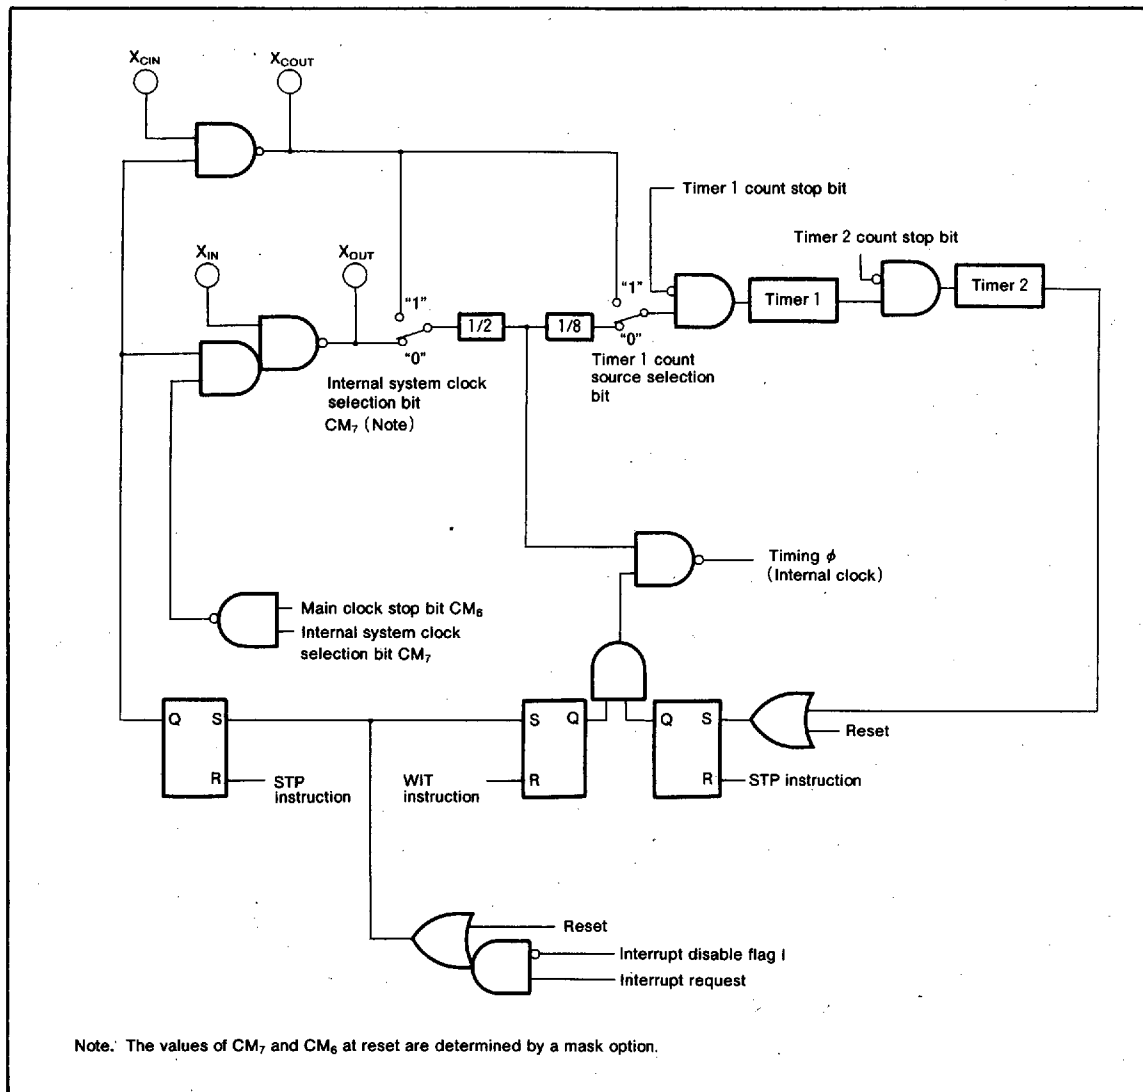 X_CIN
X_COUT
Timer 1 count stop bit
Timer 2 count stop bit
X_IN
X_OUT
"1"
"1"
1/2
1/8
Timer 1
Timer 2
"0"
"0"
Internal system clock
selection bit
CM₇ (Note)
Timer 1 count
source selection
bit
Timing ϕ
(Internal clock)
Main clock stop bit CM₆
Internal system clock
selection bit CM₇
Q
S
R
STP
instruction
WIT
instruction
S
Q
R
Q
S
R
STP instruction
Reset
Reset
Interrupt disable flag I
Interrupt request
Note. The values of CM₇ and CM₆ at reset are determined by a mask option.